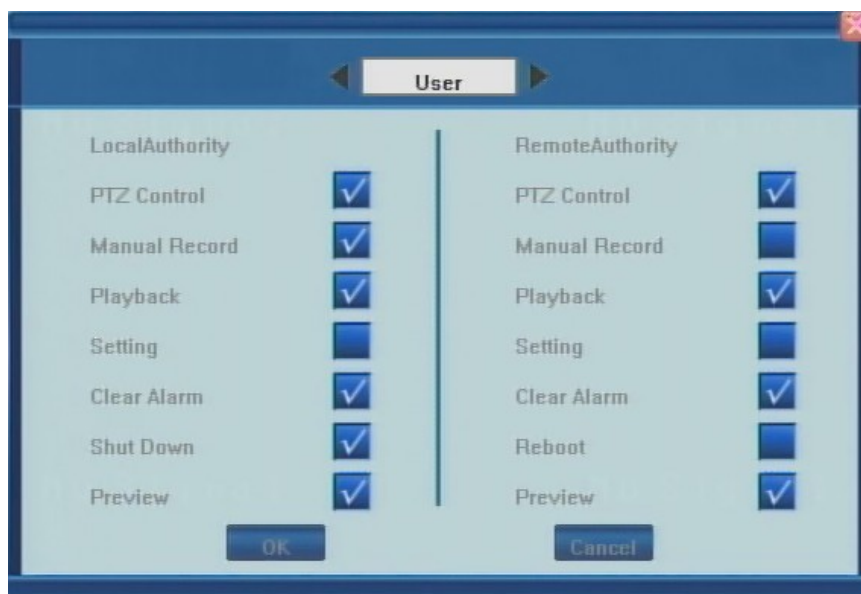 User
LocalAuthority
PTZ Control
Manual Record
Playback
Setting
Clear Alarm
Shut Down
Preview
RemoteAuthority
PTZ Control
Manual Record
Playback
Setting
Clear Alarm
Reboot
Preview
OK
Cancel